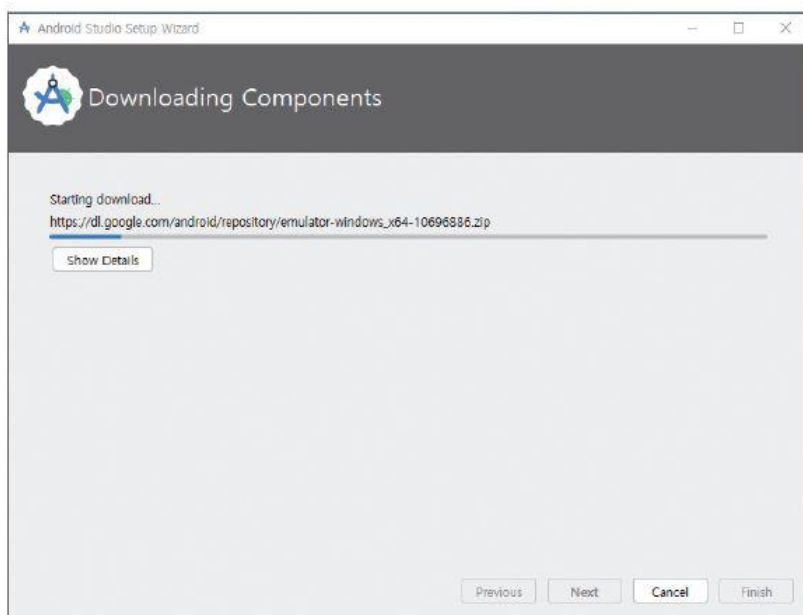 Android Studio Setup Wizard
Downloading Components
Starting download...
https://dl.google.com/android/repository/emulator-windows_x64-10696886.zip
Show Details
Previous Next Cancel Finish